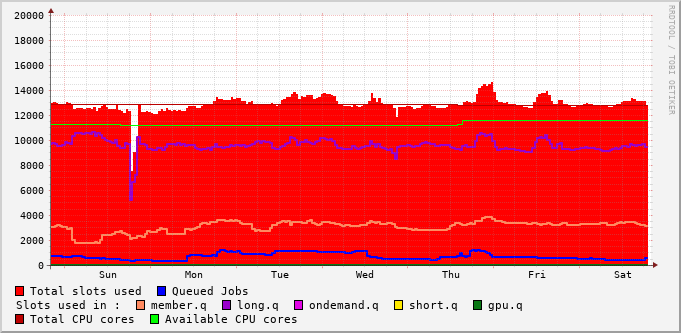 RRDTOOL / TOBI OETIKER
20000
18000
16000
14000
12000
10000
8000
6000
4000
2000
0
Sun Mon Tue Wed Thu Fri Sat
Total slots used Queued Jobs
Slots used in : member.q long.q ondemand.q short.q gpu.q
Total CPU cores Available CPU cores